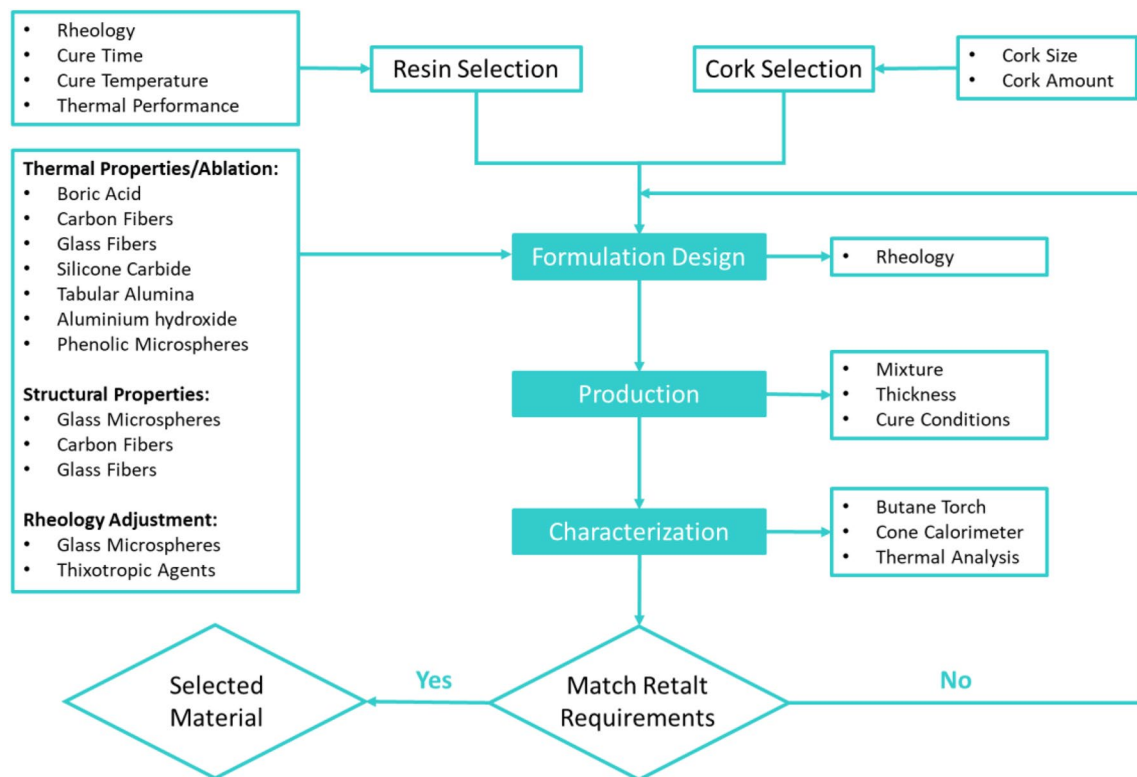 Rheology
Cure Time
Cure Temperature
Thermal Performance
Resin Selection
Cork Selection
Cork Size
Cork Amount
Thermal Properties/Ablation:
Boric Acid
Carbon Fibers
Glass Fibers
Silicone Carbide
Tabular Alumina
Aluminium hydroxide
Phenolic Microspheres
Structural Properties:
Glass Microspheres
Carbon Fibers
Glass Fibers
Rheology Adjustment:
Glass Microspheres
Thixotropic Agents
Formulation Design
Rheology
Production
Mixture
Thickness
Cure Conditions
Characterization
Butane Torch
Cone Calorimeter
Thermal Analysis
Selected
Material
Yes
Match Retalt
Requirements
No